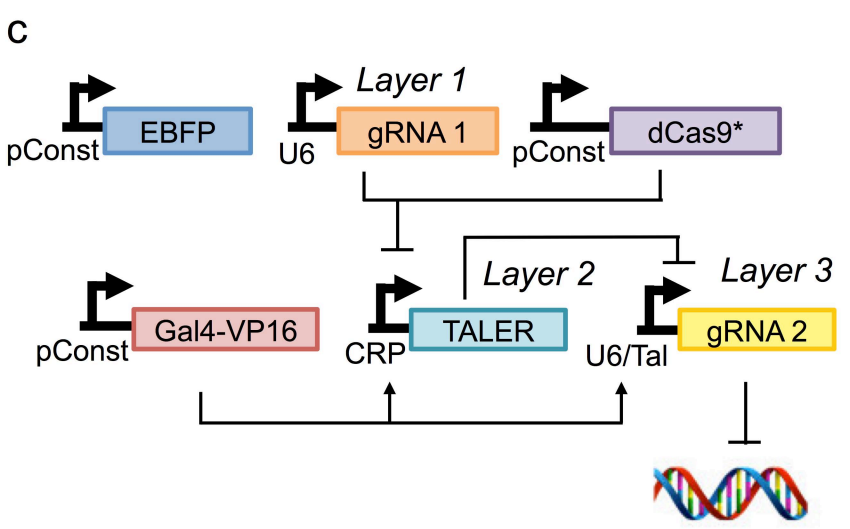 c
Layer 1
EBFP
gRNA 1
dCas9*
pConst
U6
pConst
Layer 2
Layer 3
Gal4-VP16
TALER
gRNA 2
pConst
CRP
U6/Tal